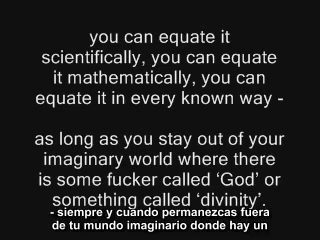 you can equate it
scientifically, you can equate
it mathematically, you can
equate it in every known way -
as long as you stay out of your
imaginary world where there
is some fucker called ‘God’ or
something called ‘divinity’.
- siempre y cuando permanezcas fuera
de tu mundo imaginario donde hay un